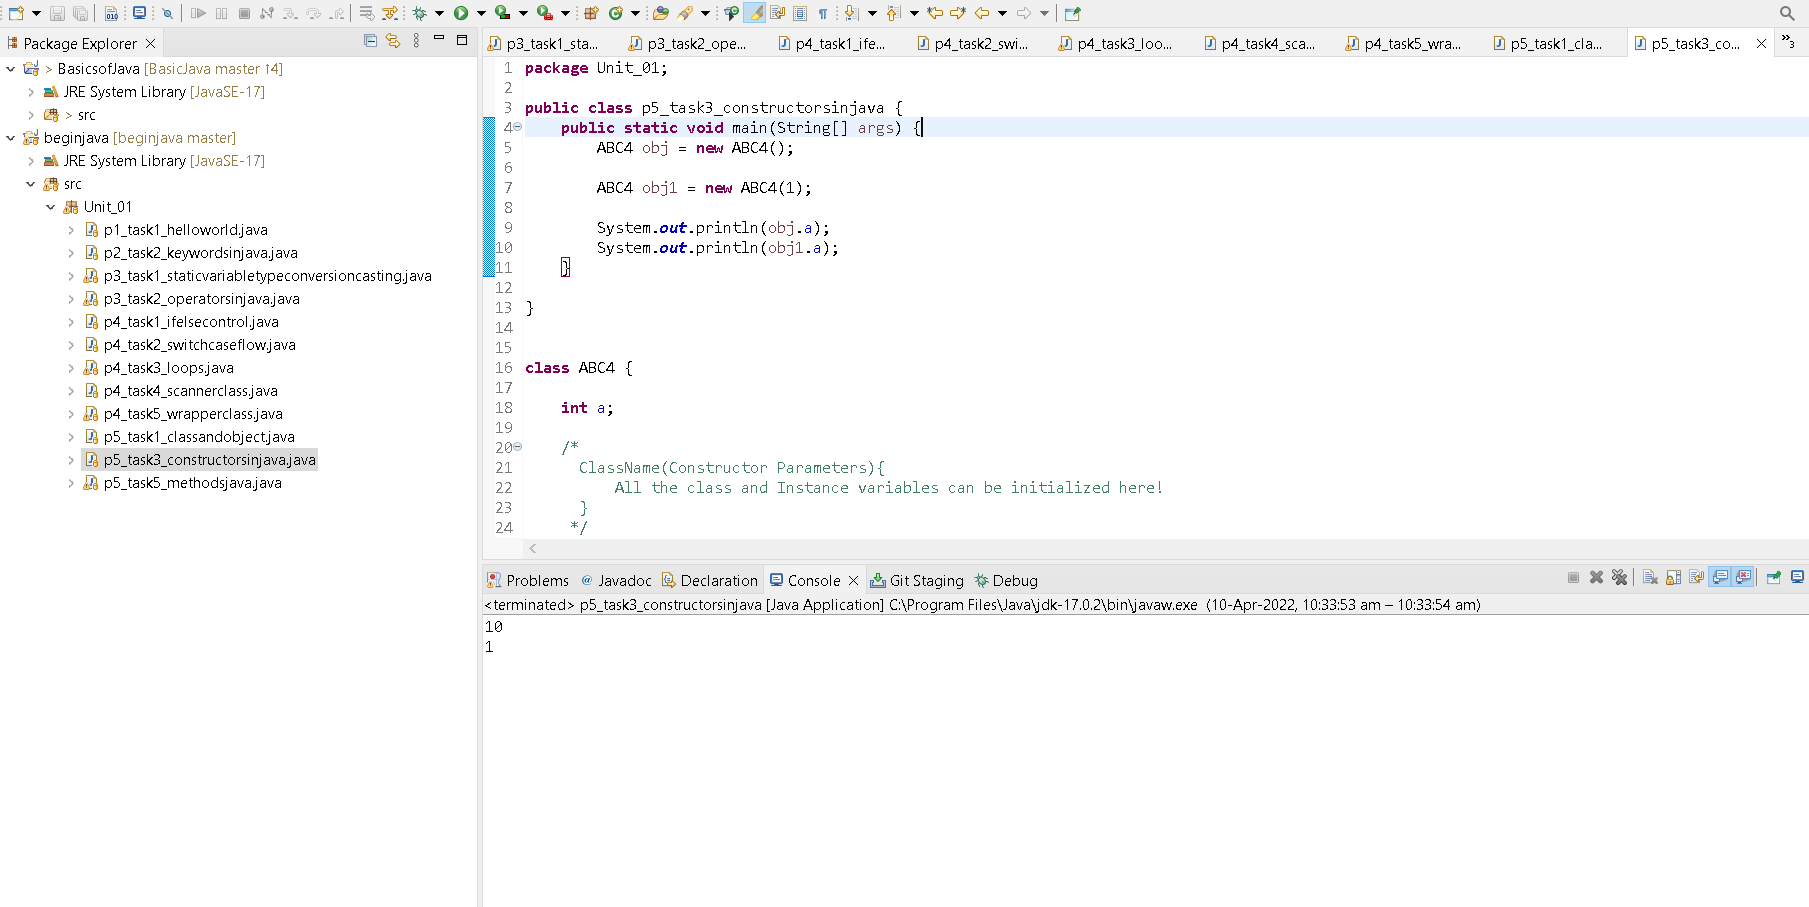 Package Explorer
> BasicsofJava [BasicJava master ↑4]
JRE System Library [JavaSE-17]
> src
beginjava [beginjava master]
JRE System Library [JavaSE-17]
src
Unit_01
p1_task1_helloworld.java
p2_task2_keywordsinjava.java
p3_task1_staticvariabletypeconversioncasting.java
p3_task2_operatorsinjava.java
p4_task1_ifelsecontrol.java
p4_task2_switchcaseflow.java
p4_task3_loops.java
p4_task4_scannerclass.java
p4_task5_wrapperclass.java
p5_task1_classandobject.java
p5_task3_constructorsinjava.java
p5_task5_methodsjava.java
p3_task1_sta... p3_task2_ope... p4_task1_ife... p4_task2_swi... p4_task3_loo... p4_task4_sca... p4_task5_wra... p5_task1_cla... p5_task3_co... »3
1 package Unit_01;
2
3 public class p5_task3_constructorsinjava {
4 public static void main(String[] args) {
5 ABC4 obj = new ABC4();
6
7 ABC4 obj1 = new ABC4(1);
8
9 System.out.println(obj.a);
10 System.out.println(obj1.a);
11 }
12
13 }
14
15
16 class ABC4 {
17
18 int a;
19
20 /*
21 ClassName(Constructor Parameters){
22 All the class and Instance variables can be initialized here!
23 }
24 */
Problems @ Javadoc Declaration Console Git Staging Debug
<terminated> p5_task3_constructorsinjava [Java Application] C:\Program Files\Java\jdk-17.0.2\bin\javaw.exe (10-Apr-2022, 10:33:53 am – 10:33:54 am)
10
1